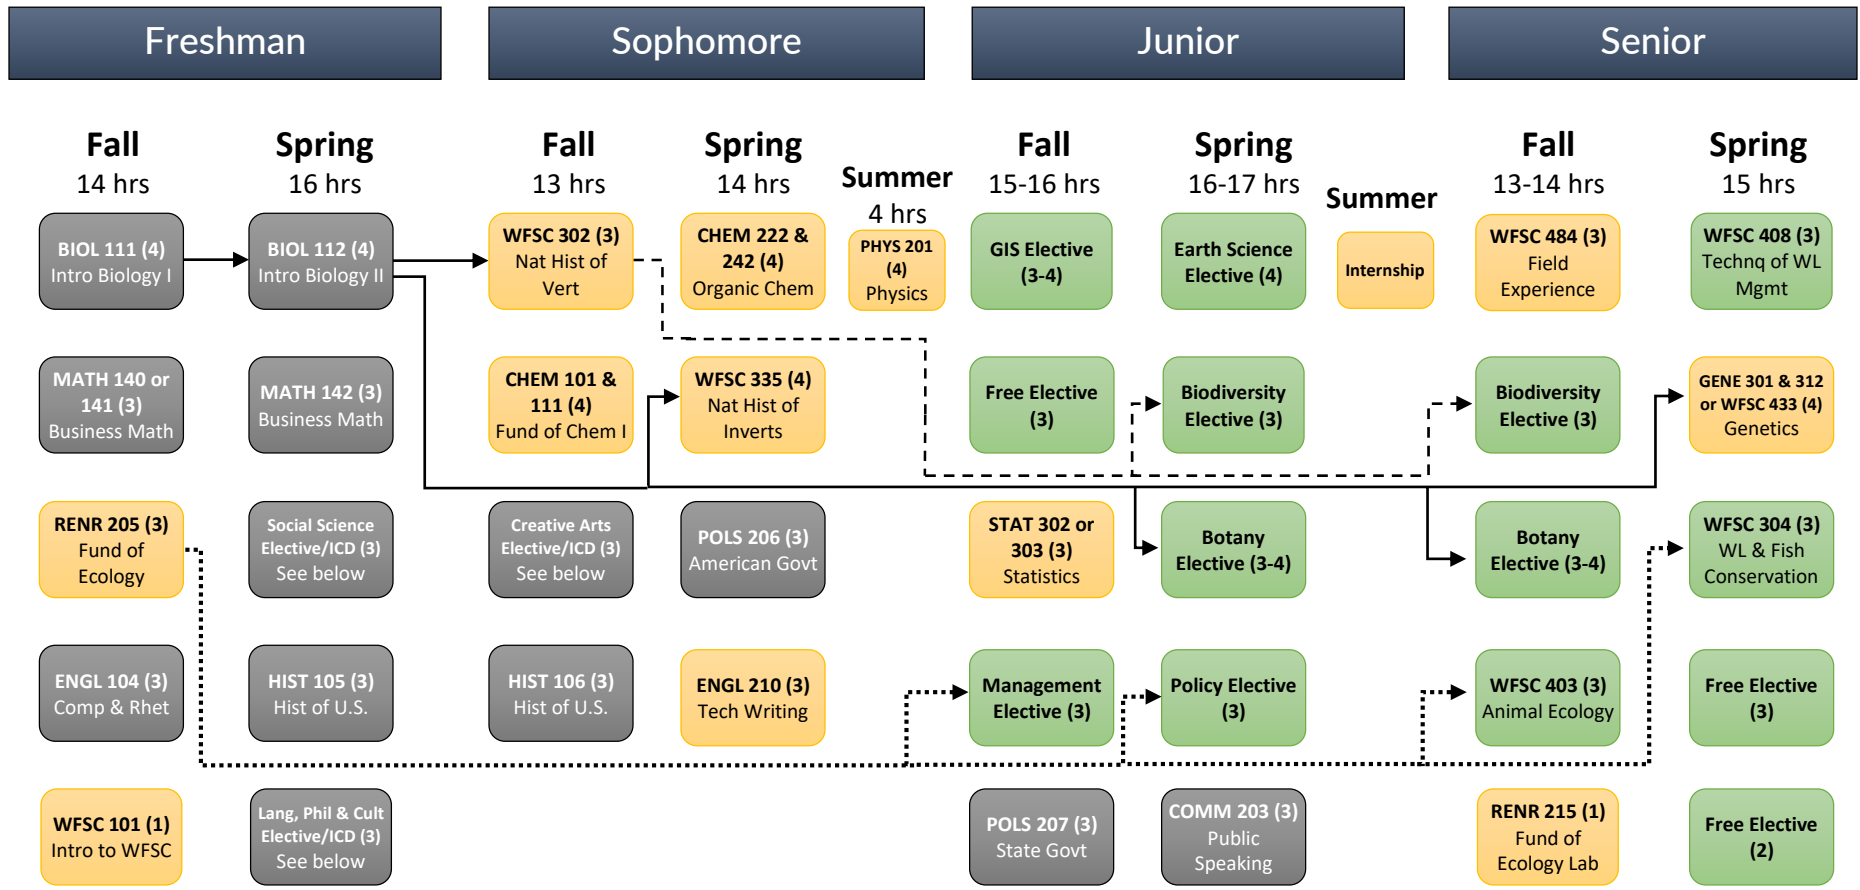 Freshman
Sophomore
Junior
Senior
Fall
14 hrs
Spring
16 hrs
Fall
13 hrs
Spring
14 hrs
Summer
4 hrs
Fall
15-16 hrs
Spring
16-17 hrs
Summer
Fall
13-14 hrs
Spring
15 hrs
BIOL 111 (4)
Intro Biology I
BIOL 112 (4)
Intro Biology II
WFSC 302 (3)
Nat Hist of
Vert
CHEM 222 &
242 (4)
Organic Chem
PHYS 201
(4)
Physics
GIS Elective
(3-4)
Earth Science
Elective (4)
Internship
WFSC 484 (3)
Field
Experience
WFSC 408 (3)
Technq of WL
Mgmt
MATH 140 or
141 (3)
Business Math
MATH 142 (3)
Business Math
CHEM 101 &
111 (4)
Fund of Chem I
WFSC 335 (4)
Nat Hist of
Inverts
Free Elective
(3)
Biodiversity
Elective (3)
Biodiversity
Elective (3)
GENE 301 & 312
or WFSC 433 (4)
Genetics
RENR 205 (3)
Fund of
Ecology
Social Science
Elective/ICD (3)
See below
Creative Arts
Elective/ICD (3)
See below
POLS 206 (3)
American Govt
STAT 302 or
303 (3)
Statistics
Botany
Elective (3-4)
Botany
Elective (3-4)
WFSC 304 (3)
WL & Fish
Conservation
ENGL 104 (3)
Comp & Rhet
HIST 105 (3)
Hist of U.S.
HIST 106 (3)
Hist of U.S.
ENGL 210 (3)
Tech Writing
Management
Elective (3)
Policy Elective
(3)
WFSC 403 (3)
Animal Ecology
Free Elective
(3)
WFSC 101 (1)
Intro to WFSC
Lang, Phil & Cult
Elective/ICD (3)
See below
POLS 207 (3)
State Govt
COMM 203 (3)
Public
Speaking
RENR 215 (1)
Fund of
Ecology Lab
Free Elective
(2)